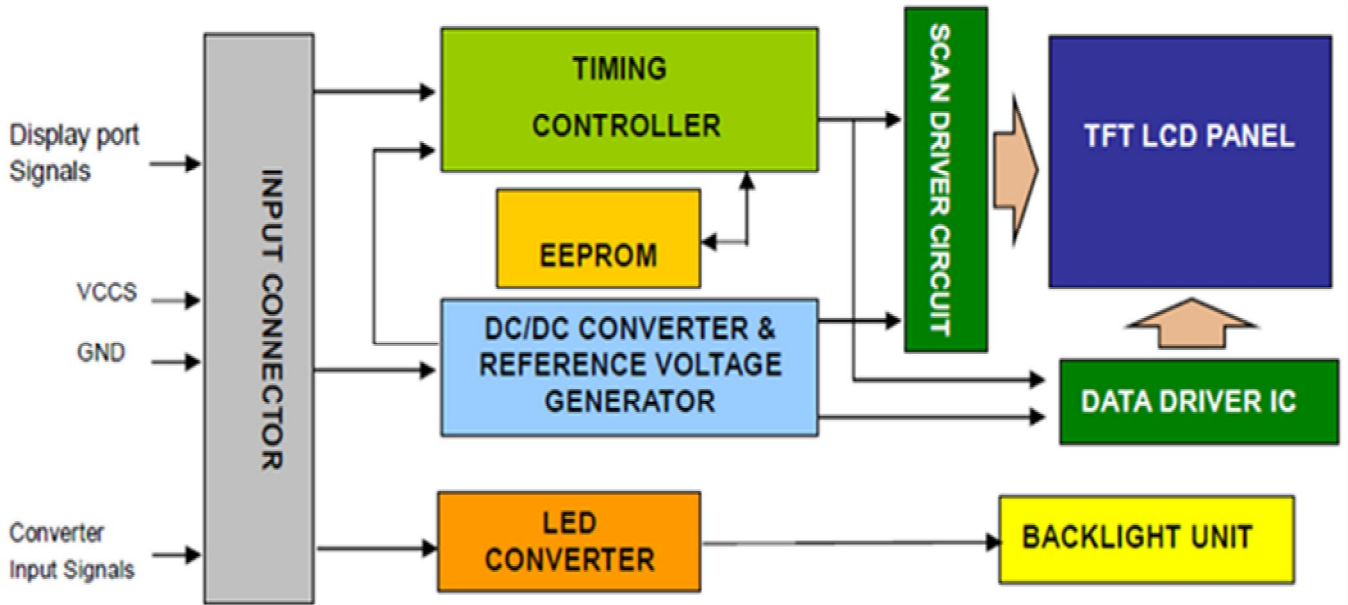 Display port
Signals
VCCS
GND
Converter
Input Signals
INPUT CONNECTOR
TIMING
CONTROLLER
EEPROM
DC/DC CONVERTER &
REFERENCE VOLTAGE
GENERATOR
LED
CONVERTER
SCAN DRIVER CIRCUIT
TFT LCD PANEL
DATA DRIVER IC
BACKLIGHT UNIT